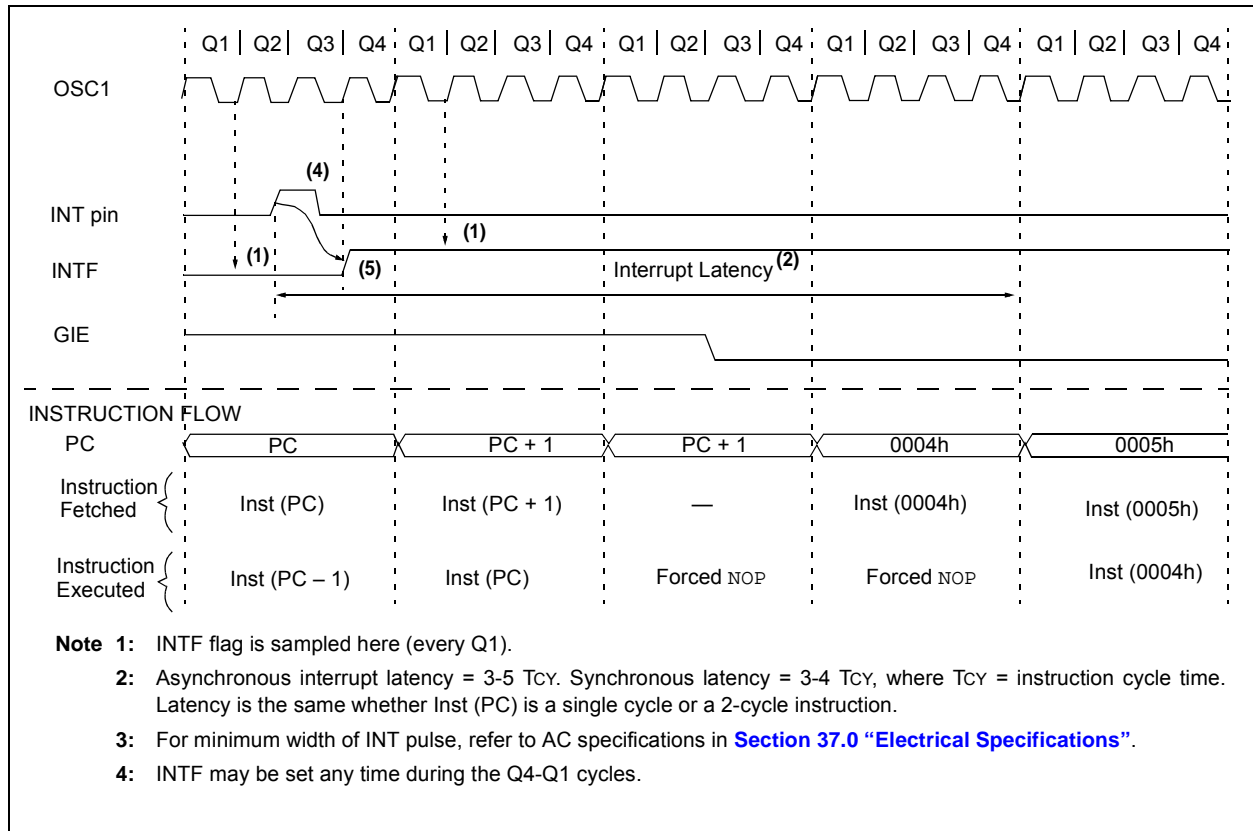 Q1 | Q2 | Q3 | Q4 Q1 | Q2 | Q3 | Q4 Q1 | Q2 | Q3 | Q4 Q1 | Q2 | Q3 | Q4 Q1 | Q2 | Q3 | Q4
OSC1
(4)
INT pin
(1)
(1)
INTF
(5)
Interrupt Latency(2)
GIE
INSTRUCTION FLOW
PC PC PC + 1 PC + 1 0004h 0005h
Instruction
Fetched
Inst (PC) Inst (PC + 1) — Inst (0004h) Inst (0005h)
Instruction
Executed
Inst (PC – 1) Inst (PC) Forced NOP Forced NOP Inst (0004h)
Note 1: INTF flag is sampled here (every Q1).
2: Asynchronous interrupt latency = 3-5 TCY. Synchronous latency = 3-4 TCY, where TCY = instruction cycle time.
Latency is the same whether Inst (PC) is a single cycle or a 2-cycle instruction.
3: For minimum width of INT pulse, refer to AC specifications in Section 37.0 “Electrical Specifications”.
4: INTF may be set any time during the Q4-Q1 cycles.